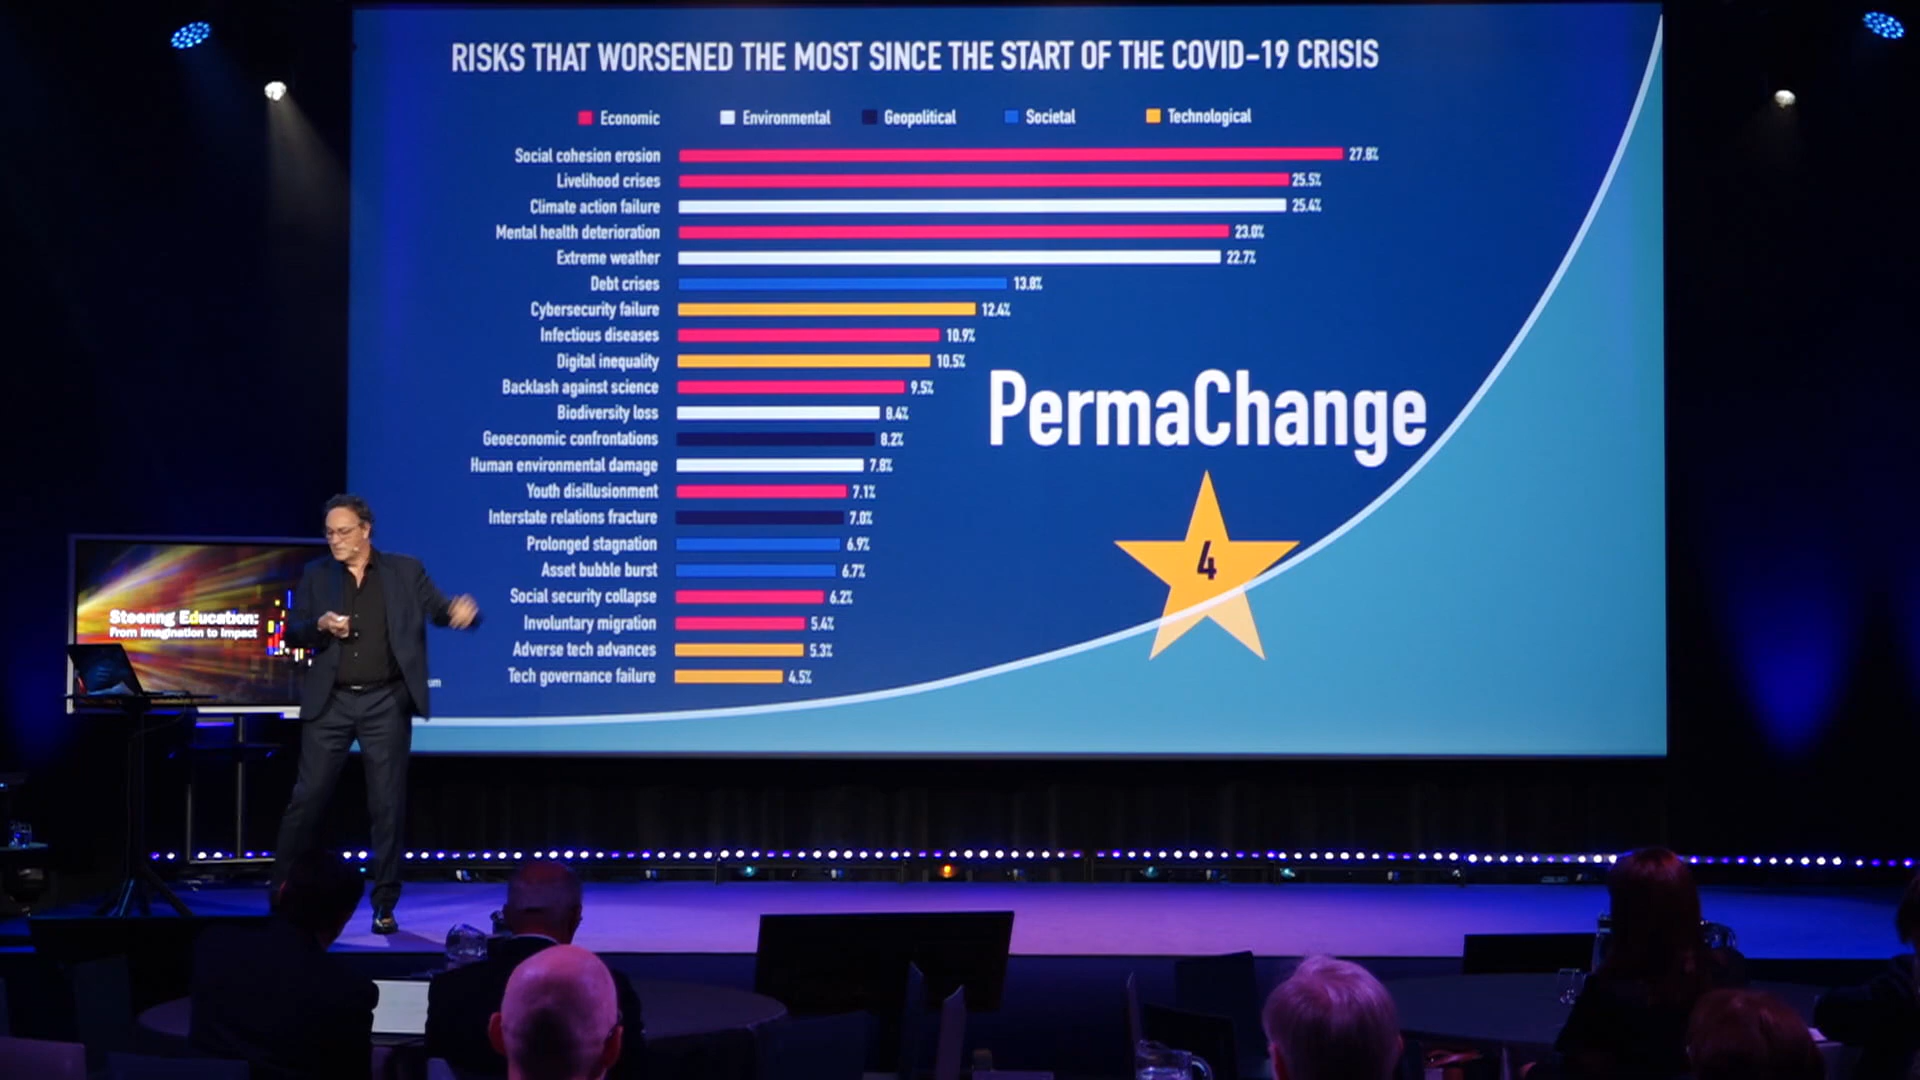 RISKS THAT WORSENED THE MOST SINCE THE START OF THE COVID-19 CRISIS
Economic Environmental Geopolitical Societal Technological
Social cohesion erosion 27.8%
Livelihood crises 25.5%
Climate action failure 25.4%
Mental health deterioration 23.0%
Extreme weather 22.7%
Debt crises 13.8%
Cybersecurity failure 12.4%
Infectious diseases 10.9%
Digital inequality 10.5%
Backlash against science 9.5%
Biodiversity loss 8.4%
Geoeconomic confrontations 8.2%
Human environmental damage 7.8%
Youth disillusionment 7.1%
Interstate relations fracture 7.0%
Prolonged stagnation 6.9%
Asset bubble burst 6.7%
Social security collapse 6.2%
Involuntary migration 5.4%
Adverse tech advances 5.3%
Tech governance failure 4.5%
PermaChange
4
Steering Education:
From Imagination to Impact